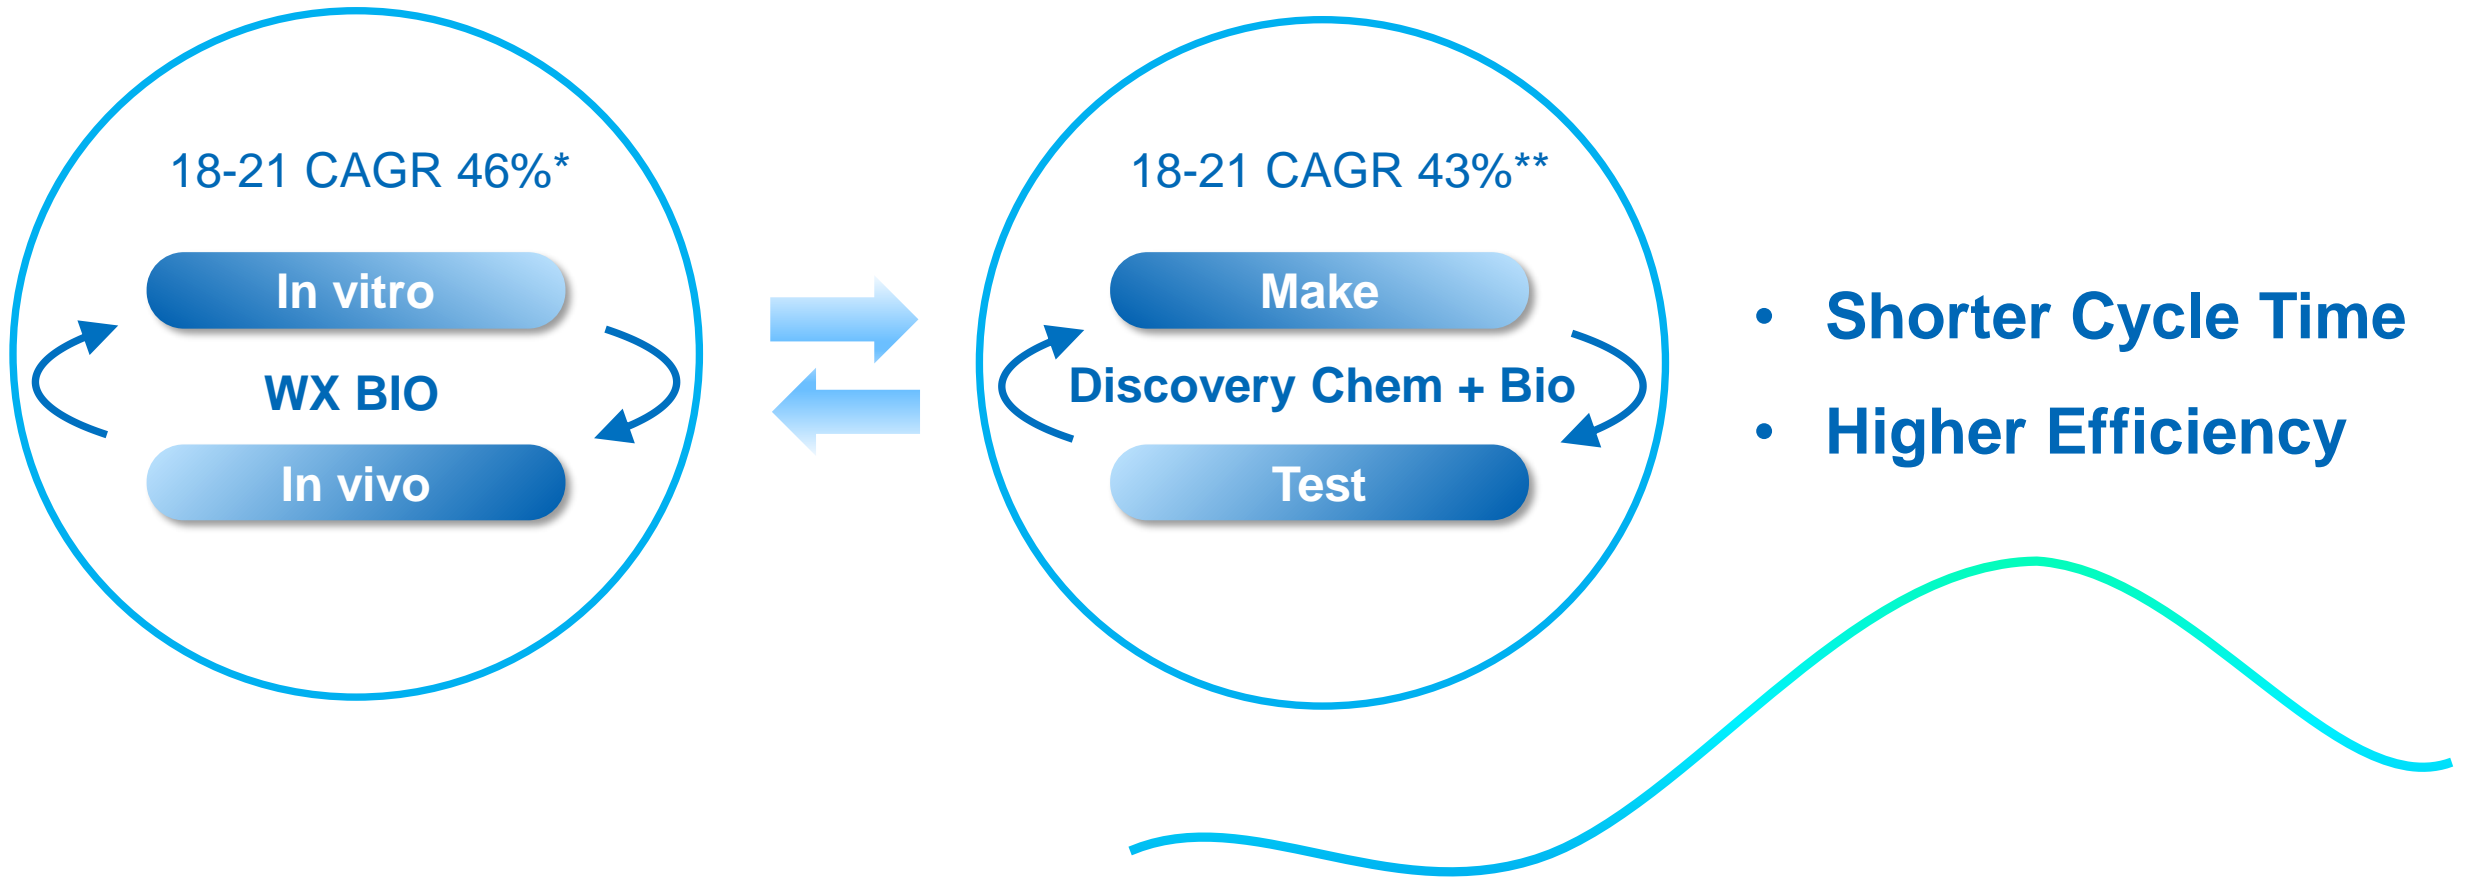 18-21 CAGR 46%*
In vitro
WX BIO
In vivo
18-21 CAGR 43%**
Make
Discovery Chem + Bio
Test
• Shorter Cycle Time
• Higher Efficiency